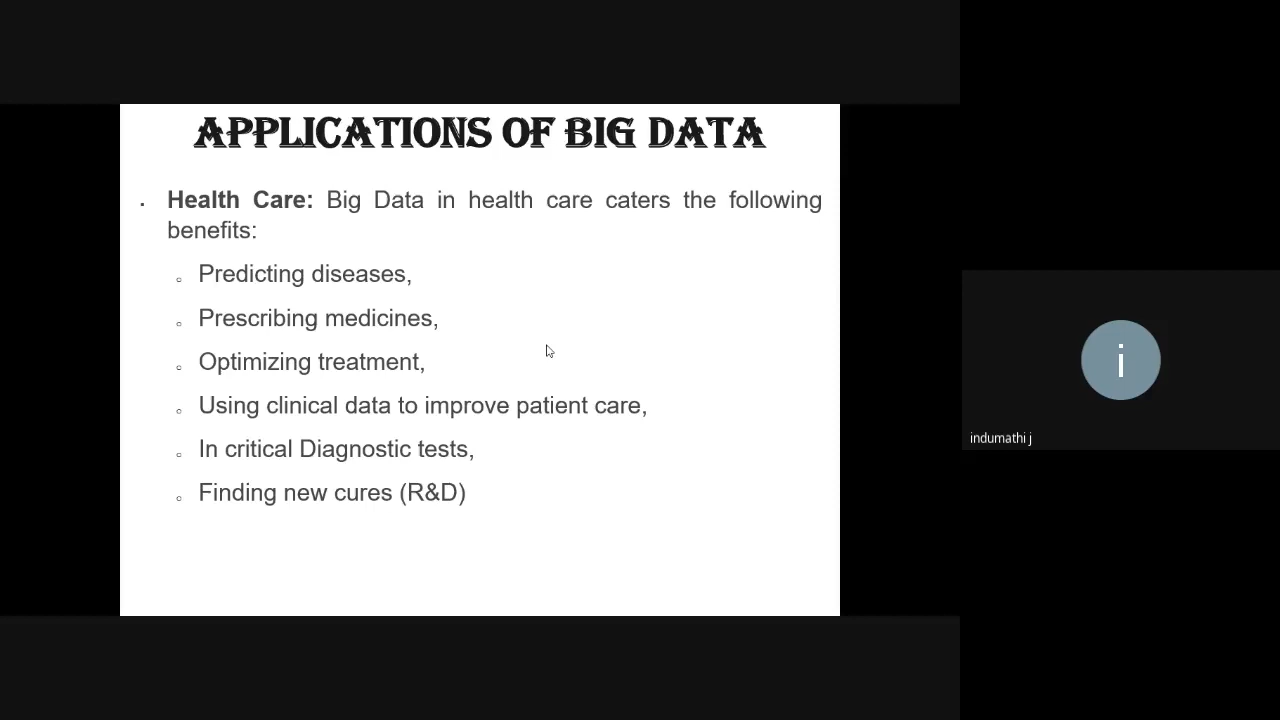 APPLICATIONS OF BIG DATA
Health Care: Big Data in health care caters the following
benefits:
Predicting diseases,
Prescribing medicines,
Optimizing treatment,
Using clinical data to improve patient care,
In critical Diagnostic tests,
Finding new cures (R&D)
i
indumathi j